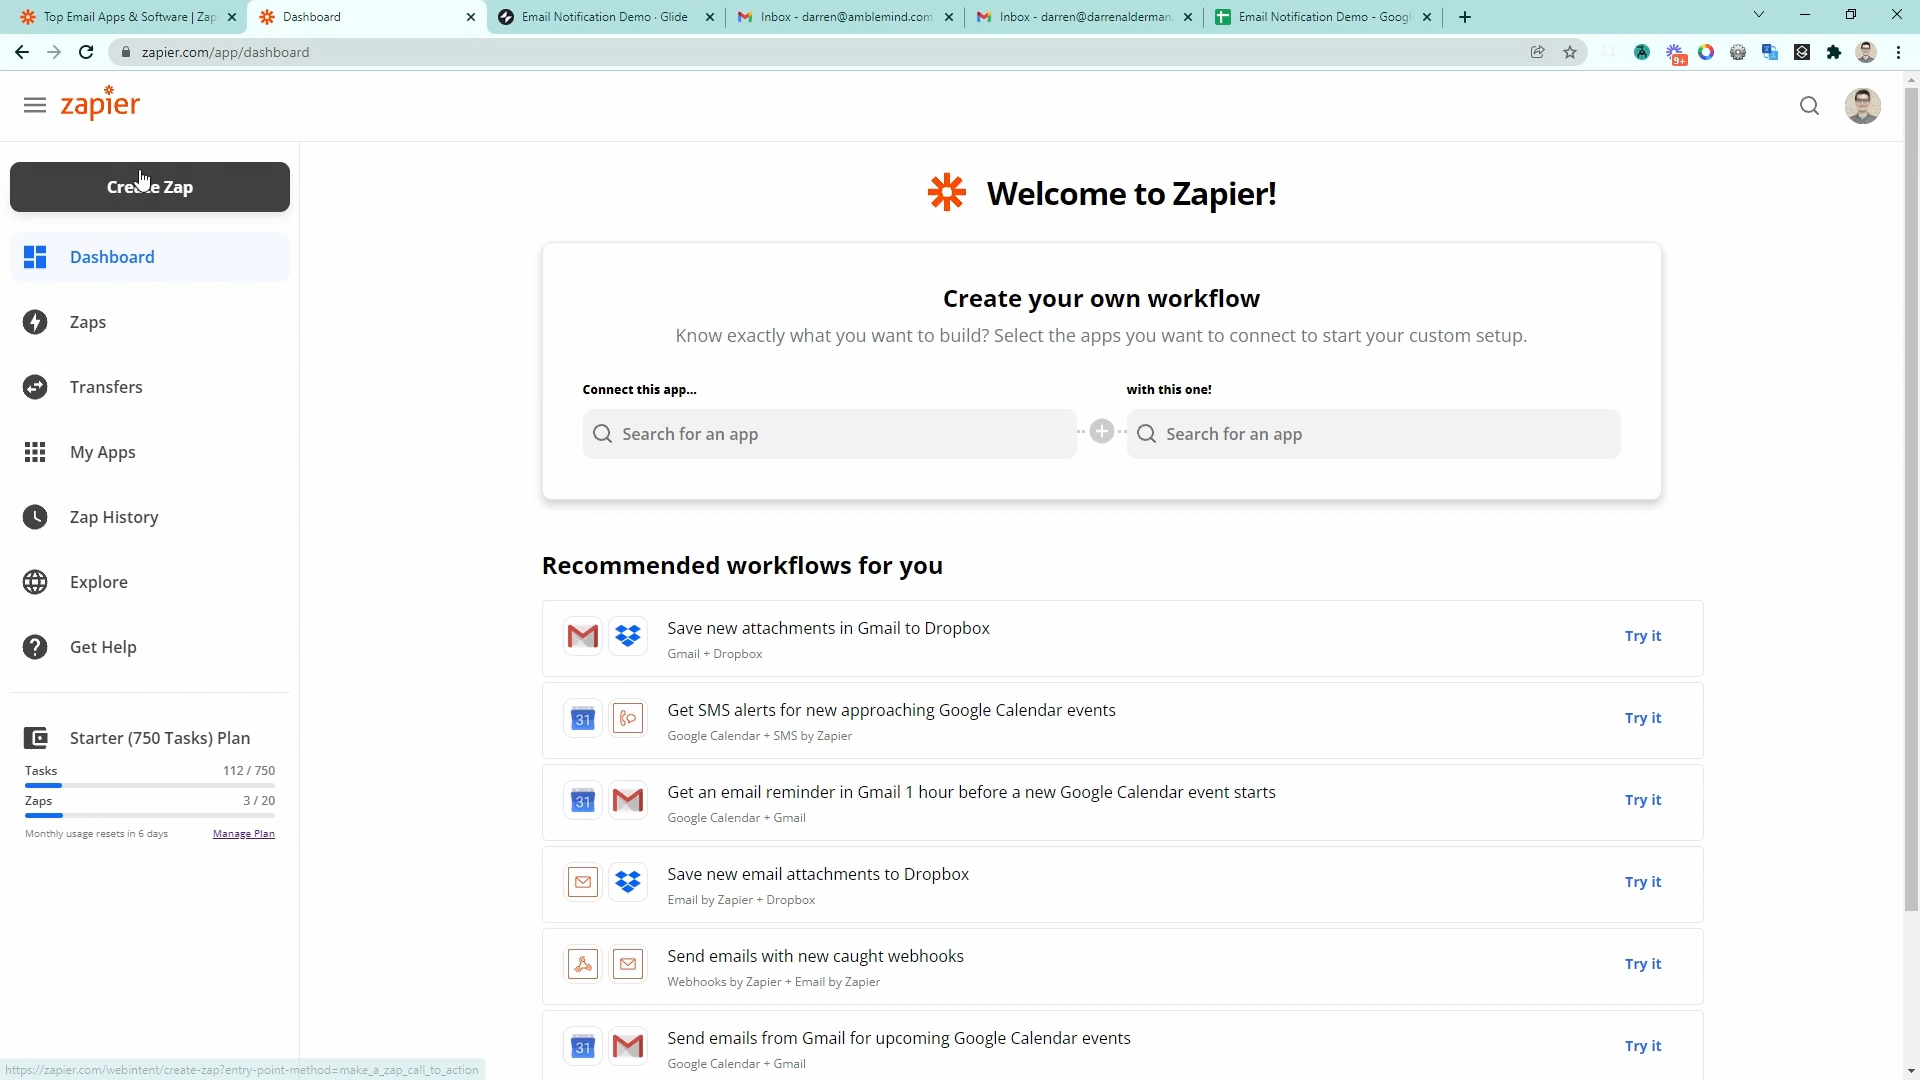 Top Email Apps & Software | Zap
Dashboard
Email Notification Demo · Glide
Inbox - darren@amblemind.com
Inbox - darren@darrenalderman.
Email Notification Demo - Googl
zapier.com/app/dashboard
9+
zapier
Create Zap
Dashboard
Zaps
Transfers
My Apps
Zap History
Explore
Get Help
Starter (750 Tasks) Plan
Tasks 112 / 750
Zaps 3 / 20
Monthly usage resets in 6 days Manage Plan
Welcome to Zapier!
Create your own workflow
Know exactly what you want to build? Select the apps you want to connect to start your custom setup.
Connect this app... with this one!
Search for an app Search for an app
Recommended workflows for you
Save new attachments in Gmail to Dropbox
Gmail + Dropbox
Try it
31
Get SMS alerts for new approaching Google Calendar events
Google Calendar + SMS by Zapier
Try it
31
Get an email reminder in Gmail 1 hour before a new Google Calendar event starts
Google Calendar + Gmail
Try it
Save new email attachments to Dropbox
Email by Zapier + Dropbox
Try it
Send emails with new caught webhooks
Webhooks by Zapier + Email by Zapier
Try it
31
Send emails from Gmail for upcoming Google Calendar events
Google Calendar + Gmail
Try it
https://zapier.com/webintent/create-zap?entry-point-method=make_a_zap_call_to_action